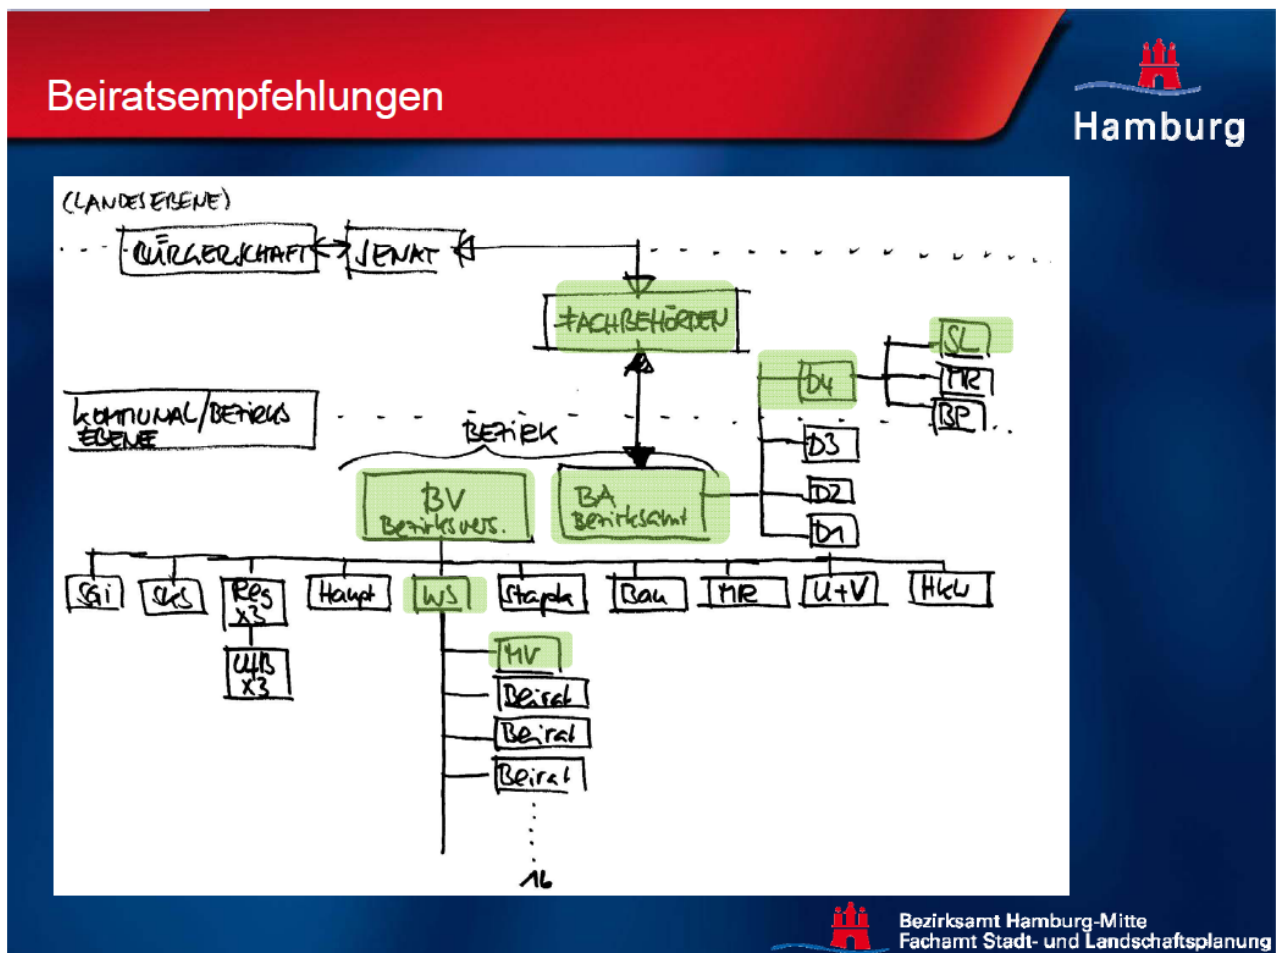 Beiratsempfehlungen
Hamburg
(LANDESEBENE)
BÜRGERSCHAFT
SENAT
FACHBEHÖRDEN
SL
D4
MR
BP
KOMMUNAL/BEZIRKS
EBENE
BEZIRK
D3
BV
Bezirksvers.
BA
Bezirksamt
D2
D1
SGi
SKS
Reg
x3
Haupt
WS
Stapla
Bau
MR
U+V
HKW
UAB
x3
MV
Beirat
Beirat
Beirat
16
Bezirksamt Hamburg-Mitte
Fachamt Stadt- und Landschaftsplanung